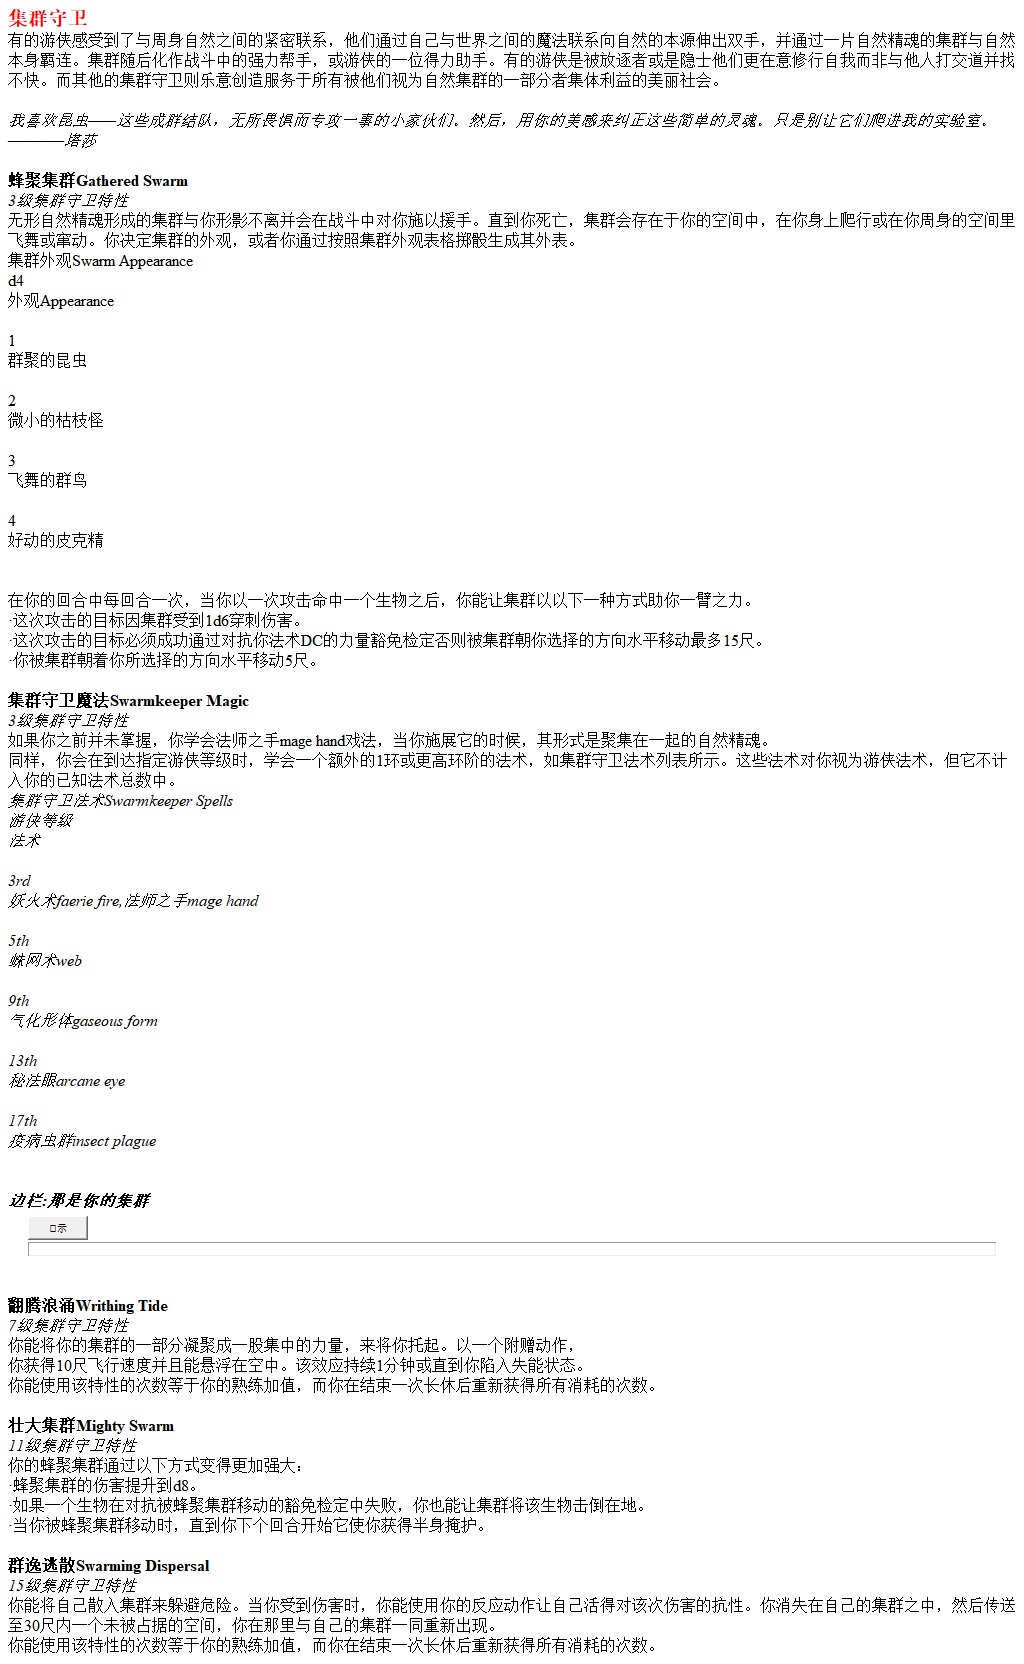 集群守卫
有的游侠感受到了与周身自然之间的紧密联系，他们通过自己与世界之间的魔法联系向自然的本源伸出双手，并通过一片自然精魂的集群与自然
本身羁连。集群随后化作战斗中的强力帮手，或游侠的一位得力助手。有的游侠是被放逐者或是隐士他们更在意修行自我而非与他人打交道并找
不快。而其他的集群守卫则乐意创造服务于所有被他们视为自然集群的一部分者集体利益的美丽社会。
我喜欢昆虫——这些成群结队，无所畏惧而专攻一事的小家伙们。然后，用你的美感来纠正这些简单的灵魂。只是别让它们爬进我的实验室。
————塔莎
蜂聚集群Gathered Swarm
3级集群守卫特性
无形自然精魂形成的集群与你形影不离并会在战斗中对你施以援手。直到你死亡，集群会存在于你的空间中，在你身上爬行或在你周身的空间里
飞舞或窜动。你决定集群的外观，或者你通过按照集群外观表格掷骰生成其外表。
集群外观Swarm Appearance
d4
外观Appearance
1
群聚的昆虫
2
微小的枯枝怪
3
飞舞的群鸟
4
好动的皮克精
在你的回合中每回合一次，当你以一次攻击命中一个生物之后，你能让集群以以下一种方式助你一臂之力。
·这次攻击的目标因集群受到1d6穿刺伤害。
·这次攻击的目标必须成功通过对抗你法术DC的力量豁免检定否则被集群朝你选择的方向水平移动最多15尺。
·你被集群朝着你所选择的方向水平移动5尺。
集群守卫魔法Swarmkeeper Magic
3级集群守卫特性
如果你之前并未掌握，你学会法师之手mage hand戏法，当你施展它的时候，其形式是聚集在一起的自然精魂。
同样，你会在到达指定游侠等级时，学会一个额外的1环或更高环阶的法术，如集群守卫法术列表所示。这些法术对你视为游侠法术，但它不计
入你的已知法术总数中。
集群守卫法术Swarmkeeper Spells
游侠等级
法术
3rd
妖火术faerie fire,法师之手mage hand
5th
蛛网术web
9th
气化形体gaseous form
13th
秘法眼arcane eye
17th
疫病虫群insect plague
边栏:那是你的集群
□示
翻腾浪涌Writhing Tide
7级集群守卫特性
你能将你的集群的一部分凝聚成一股集中的力量，来将你托起。以一个附赠动作，
你获得10尺飞行速度并且能悬浮在空中。该效应持续1分钟或直到你陷入失能状态。
你能使用该特性的次数等于你的熟练加值，而你在结束一次长休后重新获得所有消耗的次数。
壮大集群Mighty Swarm
11级集群守卫特性
你的蜂聚集群通过以下方式变得更加强大：
·蜂聚集群的伤害提升到d8。
·如果一个生物在对抗被蜂聚集群移动的豁免检定中失败，你也能让集群将该生物击倒在地。
·当你被蜂聚集群移动时，直到你下个回合开始它使你获得半身掩护。
群逸逃散Swarming Dispersal
15级集群守卫特性
你能将自己散入集群来躲避危险。当你受到伤害时，你能使用你的反应动作让自己活得对该次伤害的抗性。你消失在自己的集群之中，然后传送
至30尺内一个未被占据的空间，你在那里与自己的集群一同重新出现。
你能使用该特性的次数等于你的熟练加值，而你在结束一次长休后重新获得所有消耗的次数。